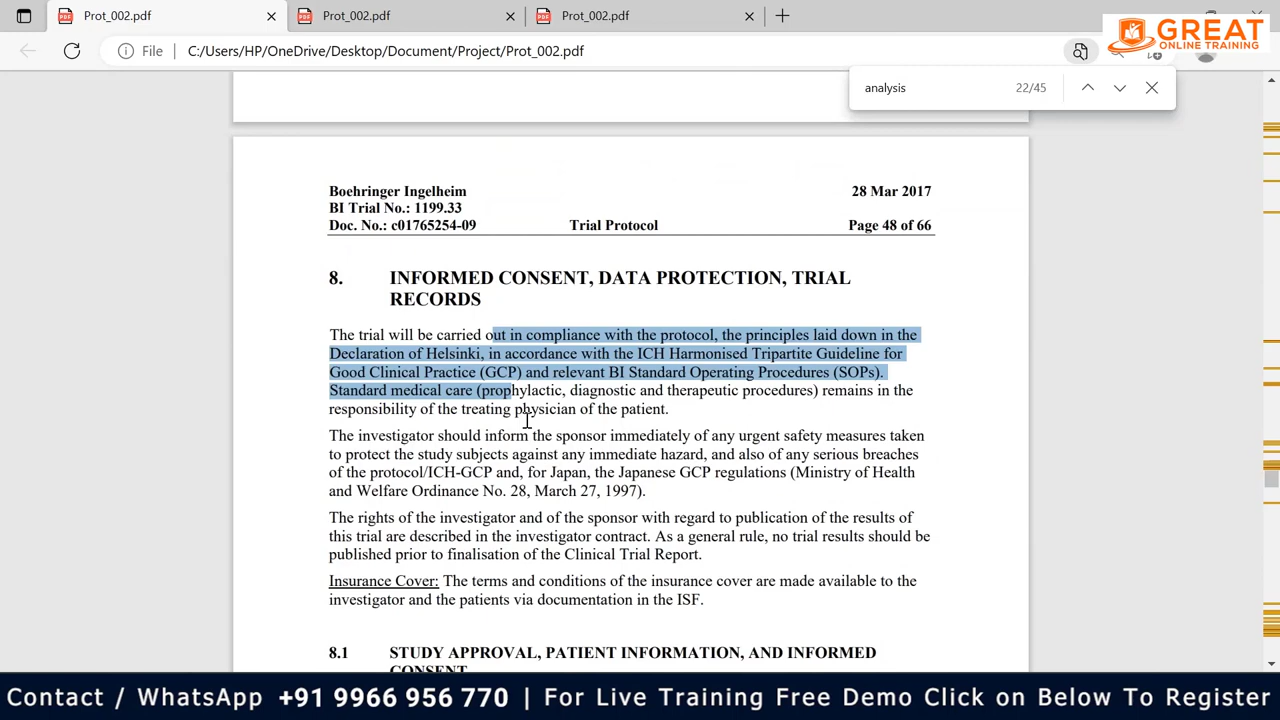 Prot_002.pdf
Prot_002.pdf
Prot_002.pdf
GREAT
ONLINE TRAINING
File
C:/Users/HP/OneDrive/Desktop/Document/Project/Prot_002.pdf
analysis
22/45
Boehringer Ingelheim
28 Mar 2017
BI Trial No.: 1199.33
Doc. No.: c01765254-09
Trial Protocol
Page 48 of 66
8. INFORMED CONSENT, DATA PROTECTION, TRIAL
RECORDS
The trial will be carried out in compliance with the protocol, the principles laid down in the
Declaration of Helsinki, in accordance with the ICH Harmonised Tripartite Guideline for
Good Clinical Practice (GCP) and relevant BI Standard Operating Procedures (SOPs).
Standard medical care (prophylactic, diagnostic and therapeutic procedures) remains in the
responsibility of the treating physician of the patient.
The investigator should inform the sponsor immediately of any urgent safety measures taken
to protect the study subjects against any immediate hazard, and also of any serious breaches
of the protocol/ICH-GCP and, for Japan, the Japanese GCP regulations (Ministry of Health
and Welfare Ordinance No. 28, March 27, 1997).
The rights of the investigator and of the sponsor with regard to publication of the results of
this trial are described in the investigator contract. As a general rule, no trial results should be
published prior to finalisation of the Clinical Trial Report.
Insurance Cover: The terms and conditions of the insurance cover are made available to the
investigator and the patients via documentation in the ISF.
8.1 STUDY APPROVAL, PATIENT INFORMATION, AND INFORMED
CONSENT
Contact / WhatsApp +91 9966 956 770 | For Live Training Free Demo Click on Below To Register